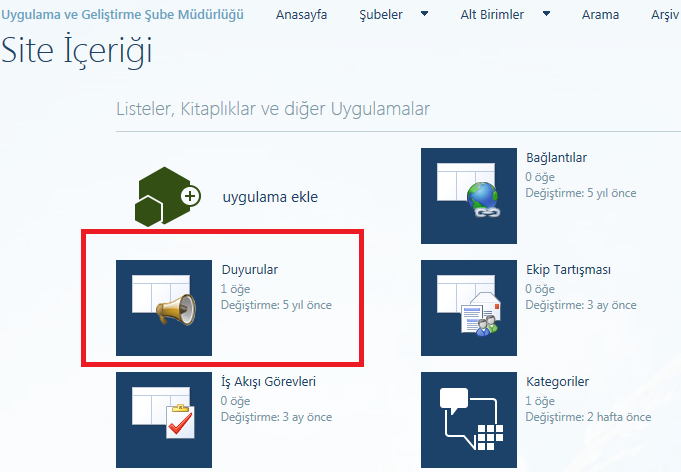 Uygulama ve Geliştirme Şube Müdürlüğü Anasayfa Şubeler Alt Birimler Arama Arşiv
Site İçeriği
Listeler, Kitaplıklar ve diğer Uygulamalar
uygulama ekle
Bağlantılar
0 öğe
Değiştirme: 5 yıl önce
Duyurular
1 öğe
Değiştirme: 5 yıl önce
Ekip Tartışması
0 öğe
Değiştirme: 3 ay önce
İş Akışı Görevleri
0 öğe
Değiştirme: 3 ay önce
Kategoriler
1 öğe
Değiştirme: 2 hafta önce